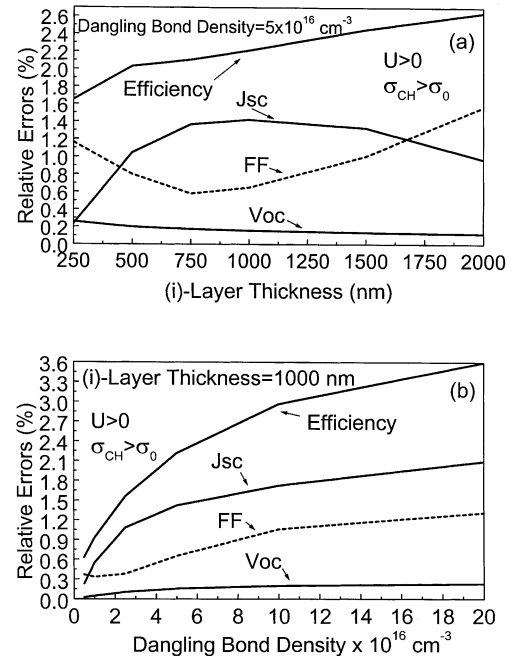 2.6
Dangling Bond Density=5x10¹⁶ cm⁻³
(a)
2.4
2.2
U>0
2.0
Efficiency
σCH>σ0
1.8
1.6
Jsc
1.4
1.2
FF
1.0
0.8
0.6
Voc
0.4
0.2
0.0
Relative Errors (%)
250 500 750 1000 1250 1500 1750 2000
(i)-Layer Thickness (nm)
3.6
(i)-Layer Thickness=1000 nm
(b)
3.3
3.0
U>0
Efficiency
2.7
σCH>σ0
2.4
2.1
Jsc
1.8
1.5
FF
1.2
0.9
0.6
Voc
0.3
0.0
Relative Errors (%)
0 2 4 6 8 10 12 14 16 18 20
Dangling Bond Density x 10¹⁶ cm⁻³